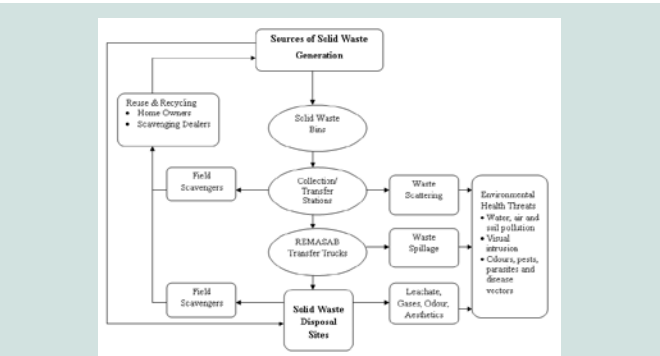 Sources of Solid Waste
Generation
Reuse & Recycling
• Home Owners
• Scavenging Dealers
Solid Waste
Bins
Field
Scavengers
Collection/
Transfer
Stations
Waste
Scattering
Environmental
Health Threats
• Water, air and
soil pollution
• Visual
intrusion
• Odours, pests,
parasites and
disease
vectors
REMASAB
Transfer Trucks
Waste
Spillage
Field
Scavengers
Solid Waste
Disposal
Sites
Leachate,
Gases, Odour,
Aesthetics